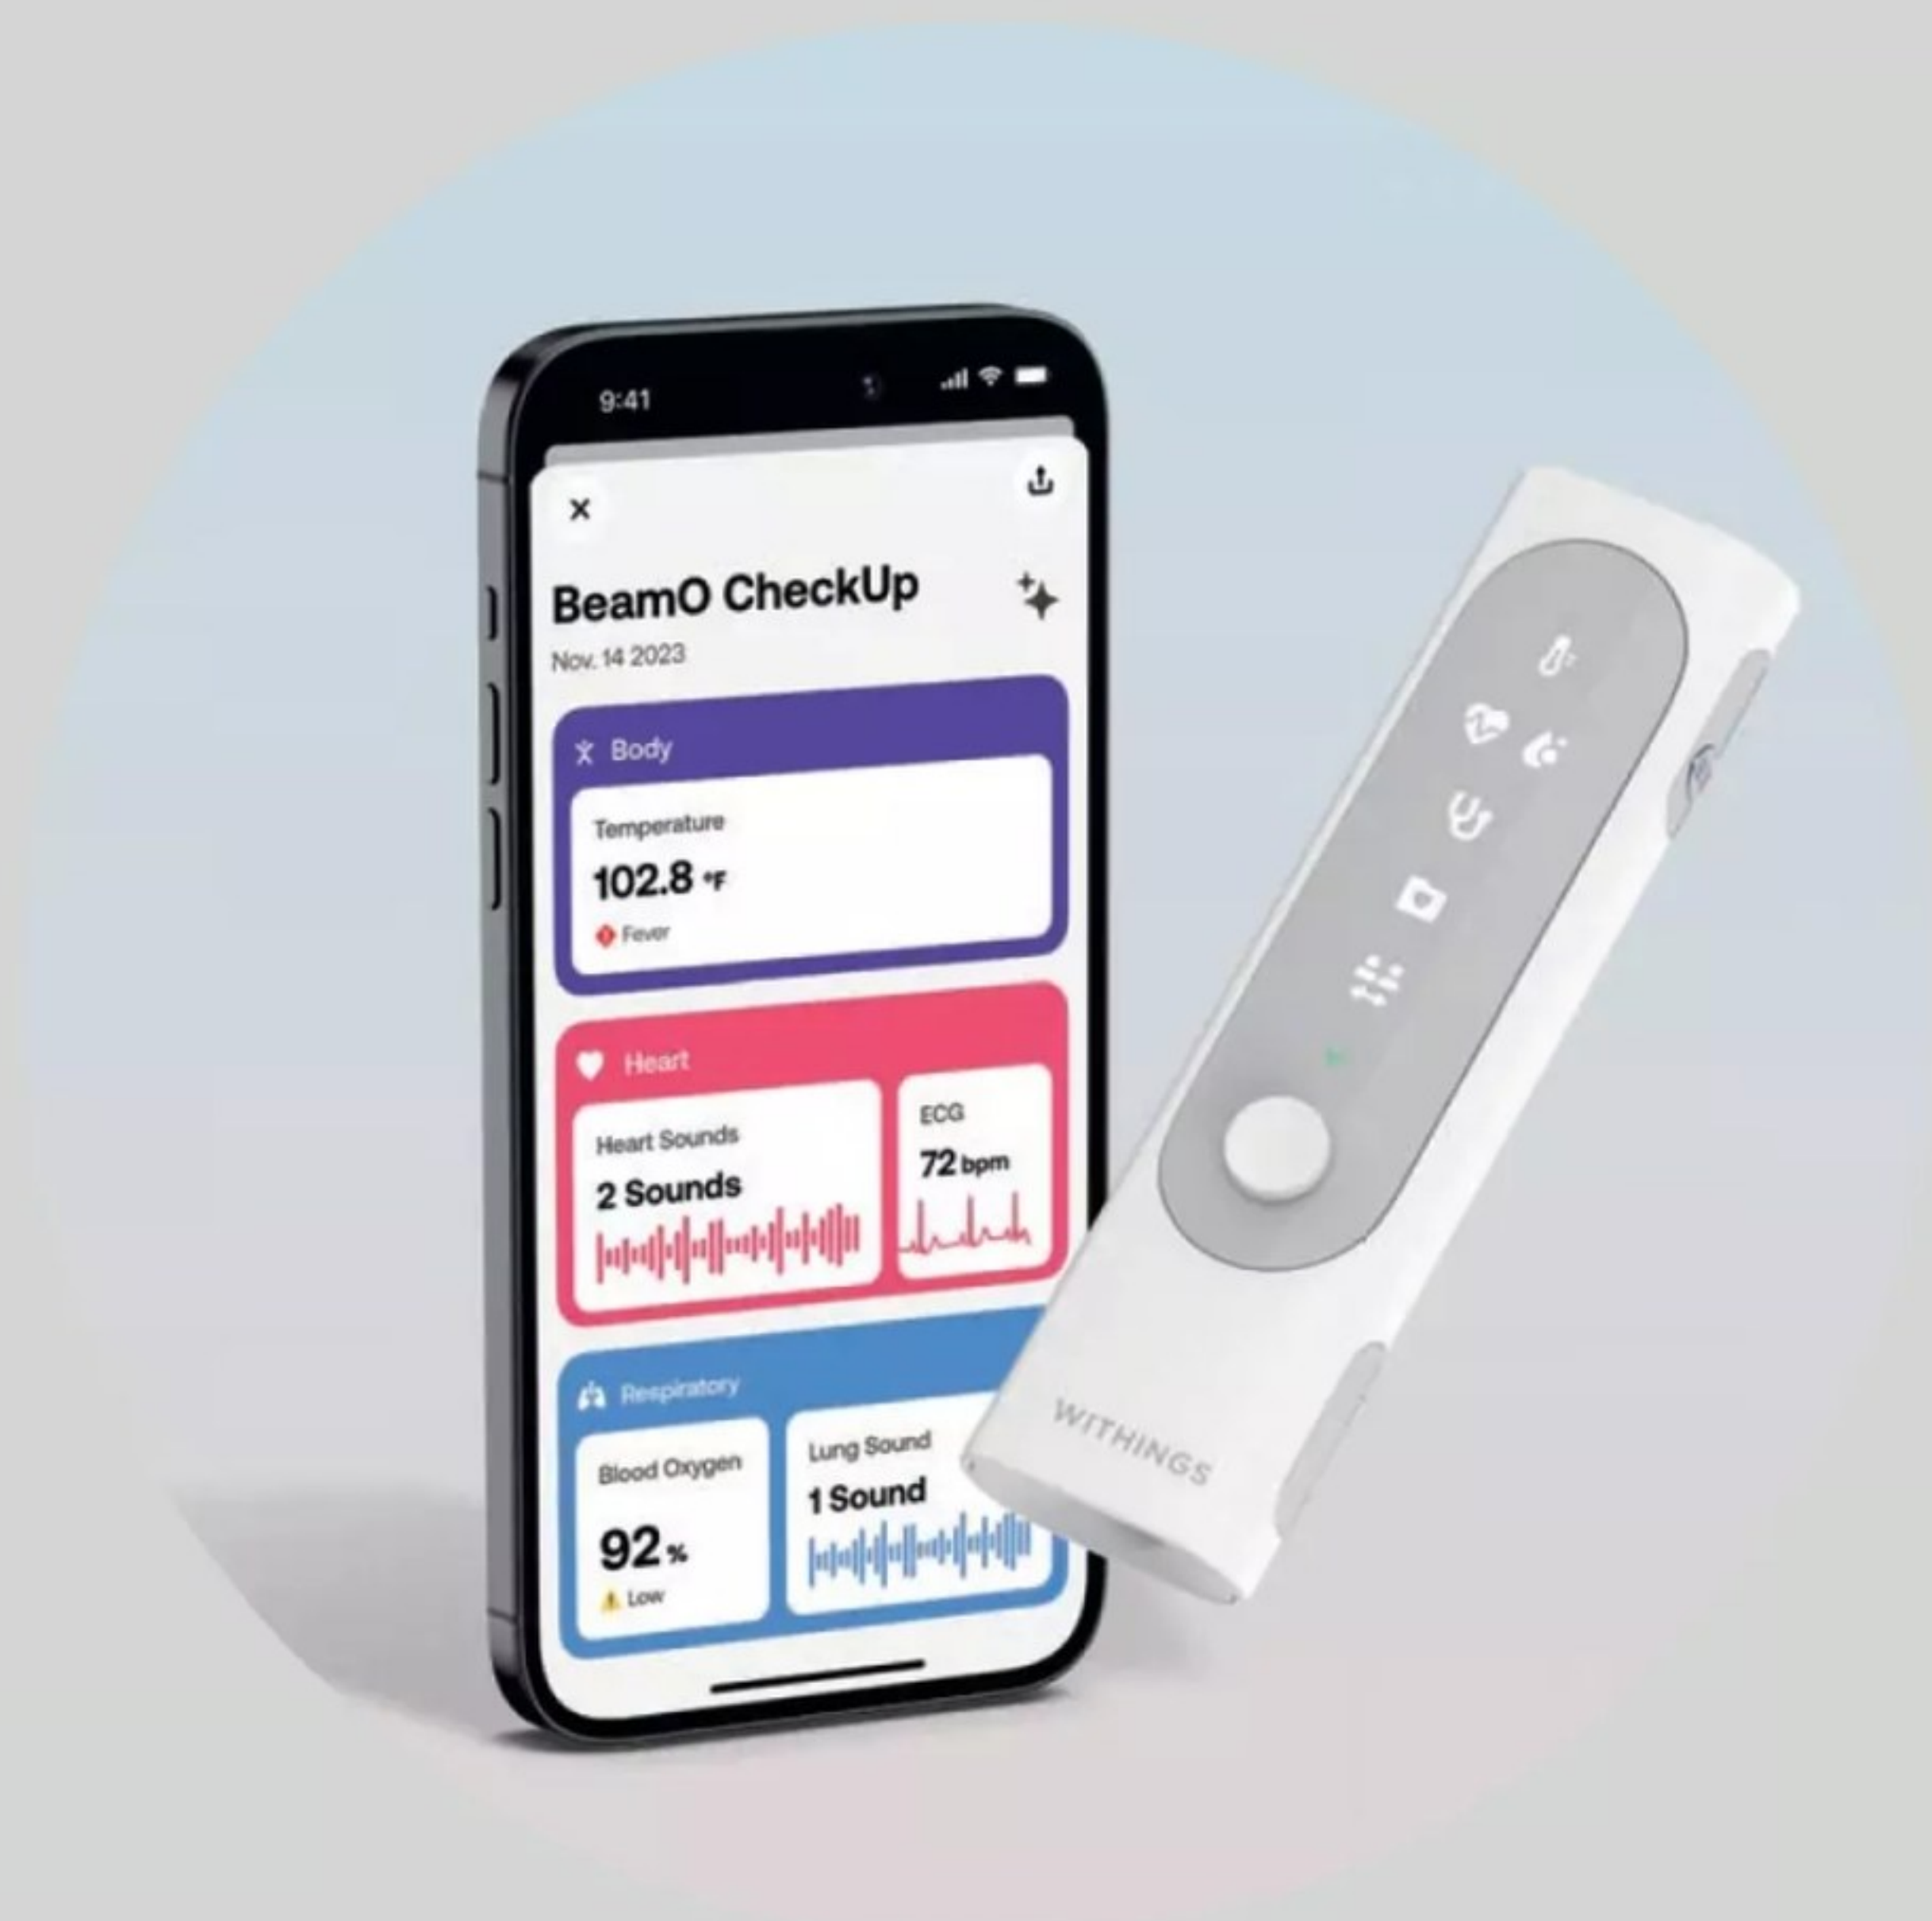 9:41
BeamO CheckUp
Nov. 14 2023
Body
Temperature
102.8 °F
Fever
Heart
Heart Sounds
2 Sounds
ECG
72 bpm
Respiratory
Blood Oxygen
92 %
Low
Lung Sound
1 Sound
WITHINGS